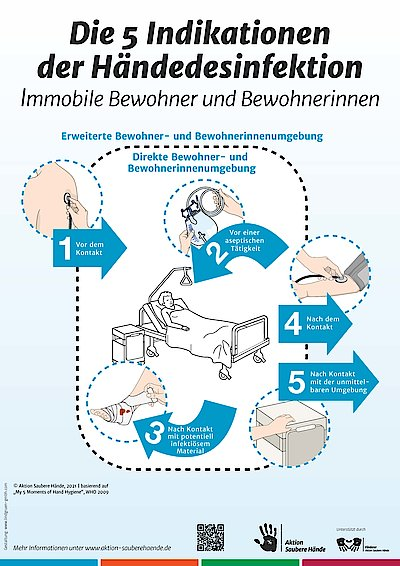 Die 5 Indikationen
der Händedesinfektion
Immobile Bewohner und Bewohnerinnen
Erweiterte Bewohner- und Bewohnerinnenumgebung
Direkte Bewohner- und
Bewohnerinnenumgebung
1 Vor dem
Kontakt
2 Vor einer
aseptischen
Tätigkeit
4 Nach dem
Kontakt
5 Nach Kontakt
mit der unmittel-
baren Umgebung
3 Nach Kontakt
mit potentiell
infektiösem
Material
© Aktion Saubere Hände, 2021 I basierend auf
„My 5 Moments of Hand Hygiene“, WHO 2009
Mehr Informationen unter www.aktion-sauberehaende.de
Aktion
Saubere Hände
Unterstützt durch